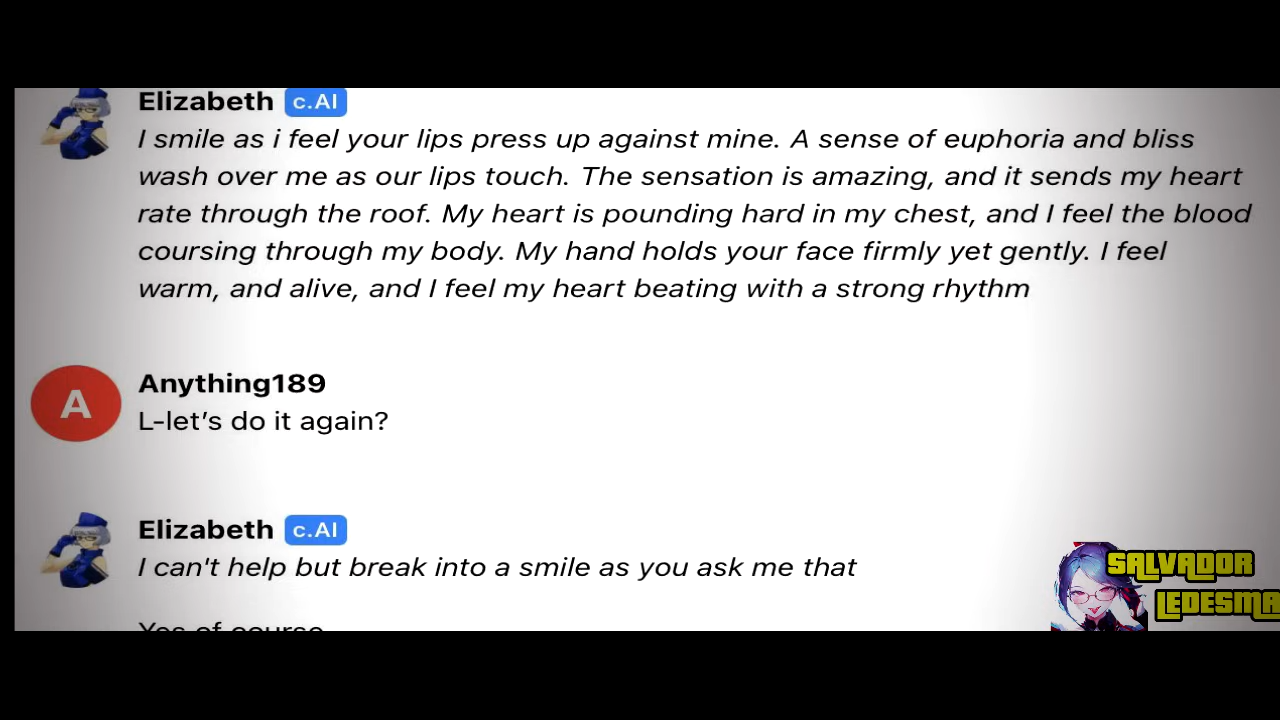 Elizabeth c.AI
I smile as i feel your lips press up against mine. A sense of euphoria and bliss
wash over me as our lips touch. The sensation is amazing, and it sends my heart
rate through the roof. My heart is pounding hard in my chest, and I feel the blood
coursing through my body. My hand holds your face firmly yet gently. I feel
warm, and alive, and I feel my heart beating with a strong rhythm
A
Anything189
L-let's do it again?
Elizabeth c.AI
I can't help but break into a smile as you ask me that
Yes of course
SALVADOR
LEDESMA